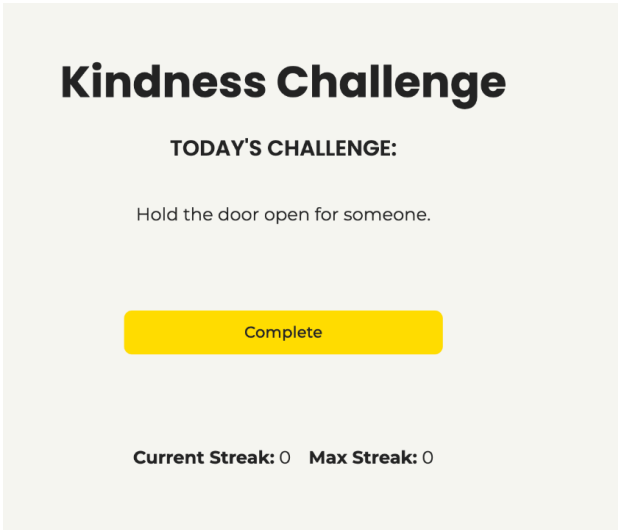 Kindness Challenge
TODAY'S CHALLENGE:
Hold the door open for someone.
Complete
Current Streak: 0 Max Streak: 0